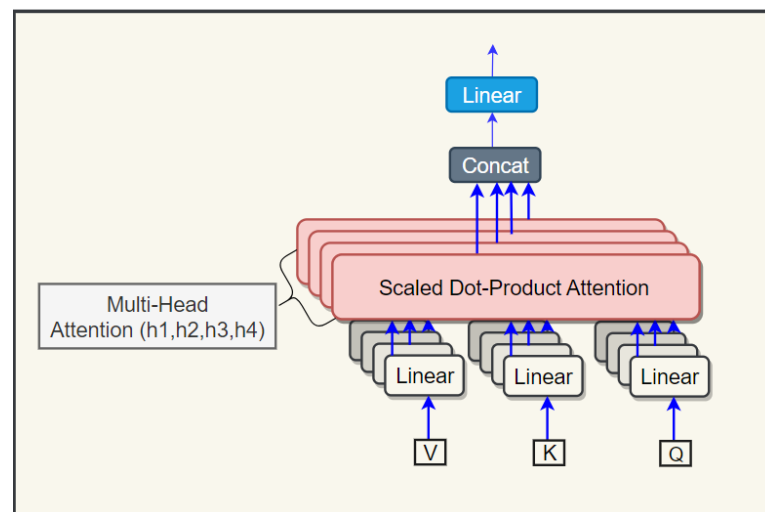 Linear
Concat
Scaled Dot-Product Attention
Multi-Head
Attention (h1,h2,h3,h4)
Linear
Linear
Linear
V
K
Q